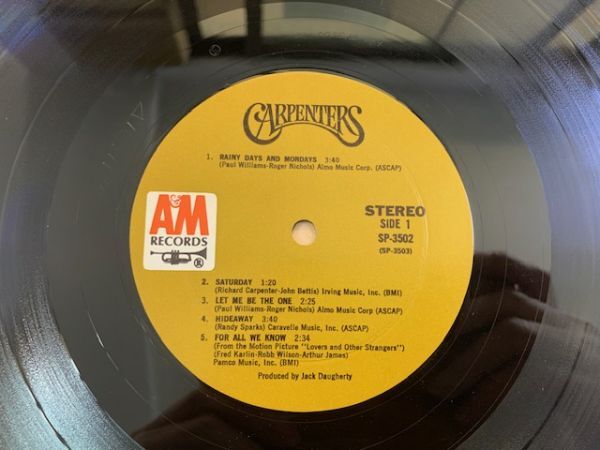 CARPENTERS
1. RAINY DAYS AND MONDAYS 3:40
(Paul Williams-Roger Nichols) Almo Music Corp. (ASCAP)
A&M
RECORDS
®
STEREO
SIDE 1
SP-3502
(SP-3503)
2. SATURDAY 1:20
(Richard Carpenter-John Bettis) Irving Music, Inc. (BMI)
3. LET ME BE THE ONE 2:25
(Paul Williams-Roger Nichols) Almo Music Corp (ASCAP)
4. HIDEAWAY 3:40
(Randy Sparks) Caravelle Music, Inc. (ASCAP)
5. FOR ALL WE KNOW 2:34
(From the Motion Picture "Lovers and Other Strangers")
(Fred Karlin-Robb Wilson-Arthur James)
Pamco Music, Inc. (BMI)
Produced by Jack Daugherty